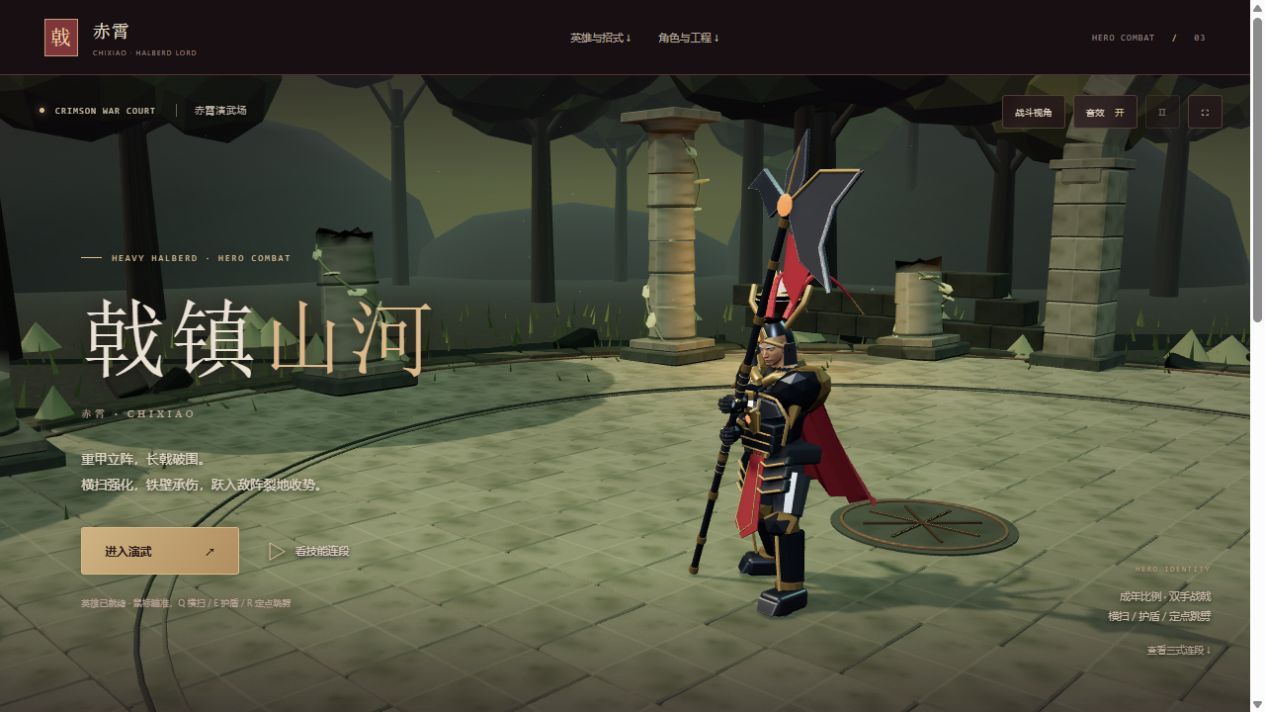 戟
赤霄
CHIXIAO · HALBERD LORD
英雄与招式 ↓
角色与工程 ↓
HERO COMBAT / 03
CRIMSON WAR COURT
赤霄演武场
战斗视角
音效 开
HEAVY HALBERD · HERO COMBAT
戟镇山河
赤霄 · CHIXIAO
重甲立阵，长戟破围。
横扫强化，铁壁承伤，跃入敌阵裂地收势。
进入演武 ↗
看技能连段
英雄已就绪 · 鼠标瞄准，Q 横扫 / E 护盾 / R 定点跳劈
HERO IDENTITY
成年比例 · 双手战戟
横扫 / 护盾 / 定点跳劈
查看三式连段 ↓